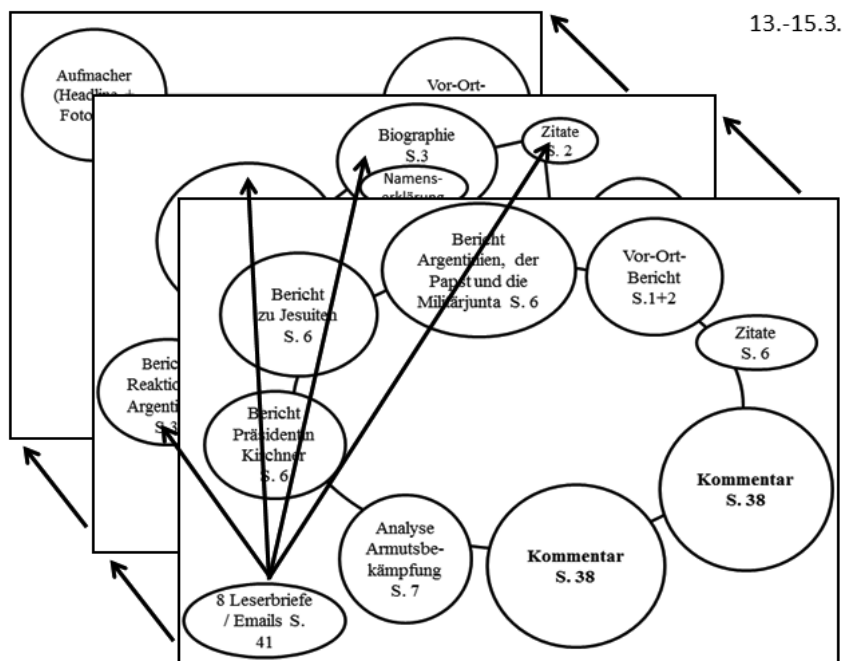 13.-15.3.
Aufmacher
(Headline +
Foto
Vor-Ort-
Biographie
S.3
Namens-
erklärung
Zitate
S. 2
Beric
Reaktio
Argenti
S.3
Bericht
Argentinien, der
Papst und die
Militärjunta S. 6
Vor-Ort-
Bericht
S.1+2
Zitate
S. 6
Bericht
zu Jesuiten
S. 6
Bericht
Präsidentin
Kirchner
S. 6
Kommentar
S. 38
Kommentar
S. 38
Analyse
Armutsbe-
kämpfung
S. 7
8 Leserbriefe
/ Emails S.
41